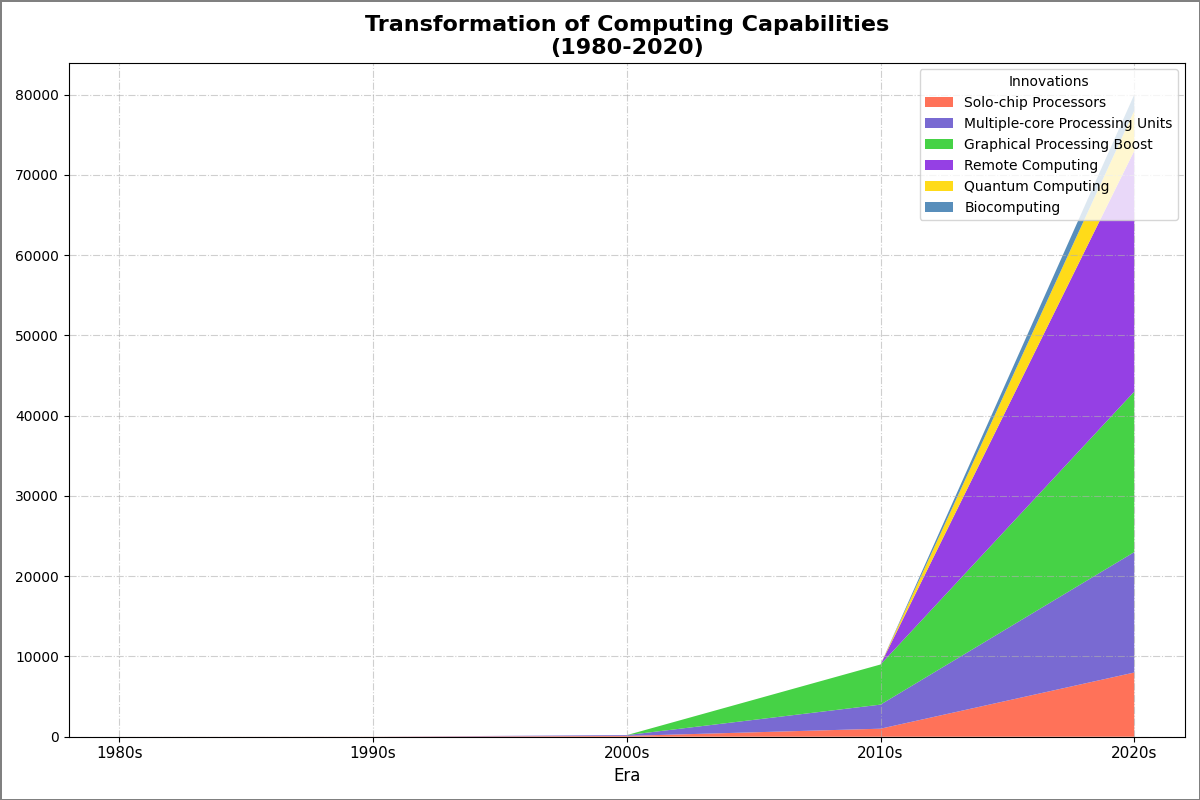 Transformation of Computing Capabilities
(1980-2020)
80000
70000
60000
50000
40000
30000
20000
10000
0
Innovations
Solo-chip Processors
Multiple-core Processing Units
Graphical Processing Boost
Remote Computing
Quantum Computing
Biocomputing
1980s
1990s
2000s
2010s
2020s
Era